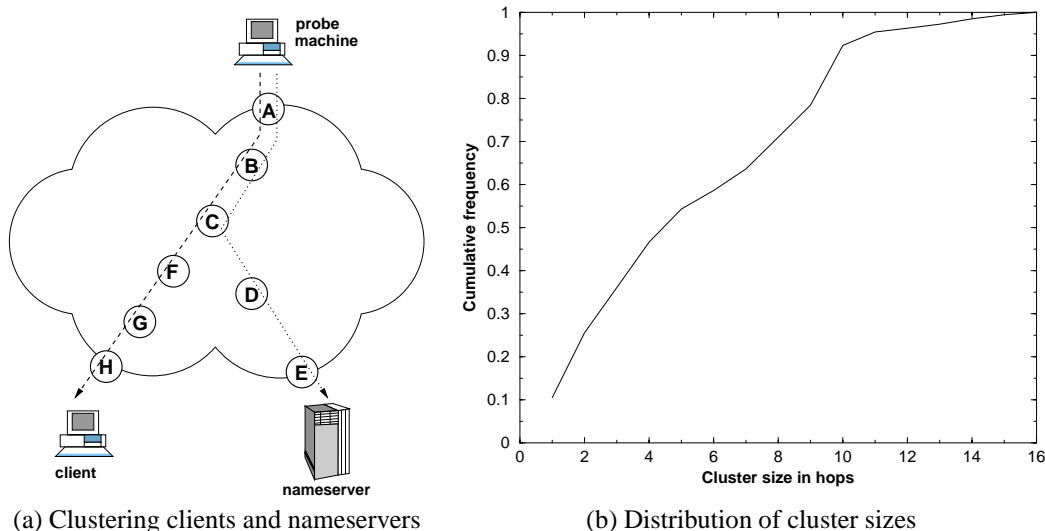 probe
machine
A
B
C
F
D
G
H
E
client
nameserver
(a) Clustering clients and nameservers
1
0.9
0.8
0.7
0.6
0.5
0.4
0.3
0.2
0.1
0
Cumulative frequency
0 2 4 6 8 10 12 14 16
Cluster size in hops
(b) Distribution of cluster sizes